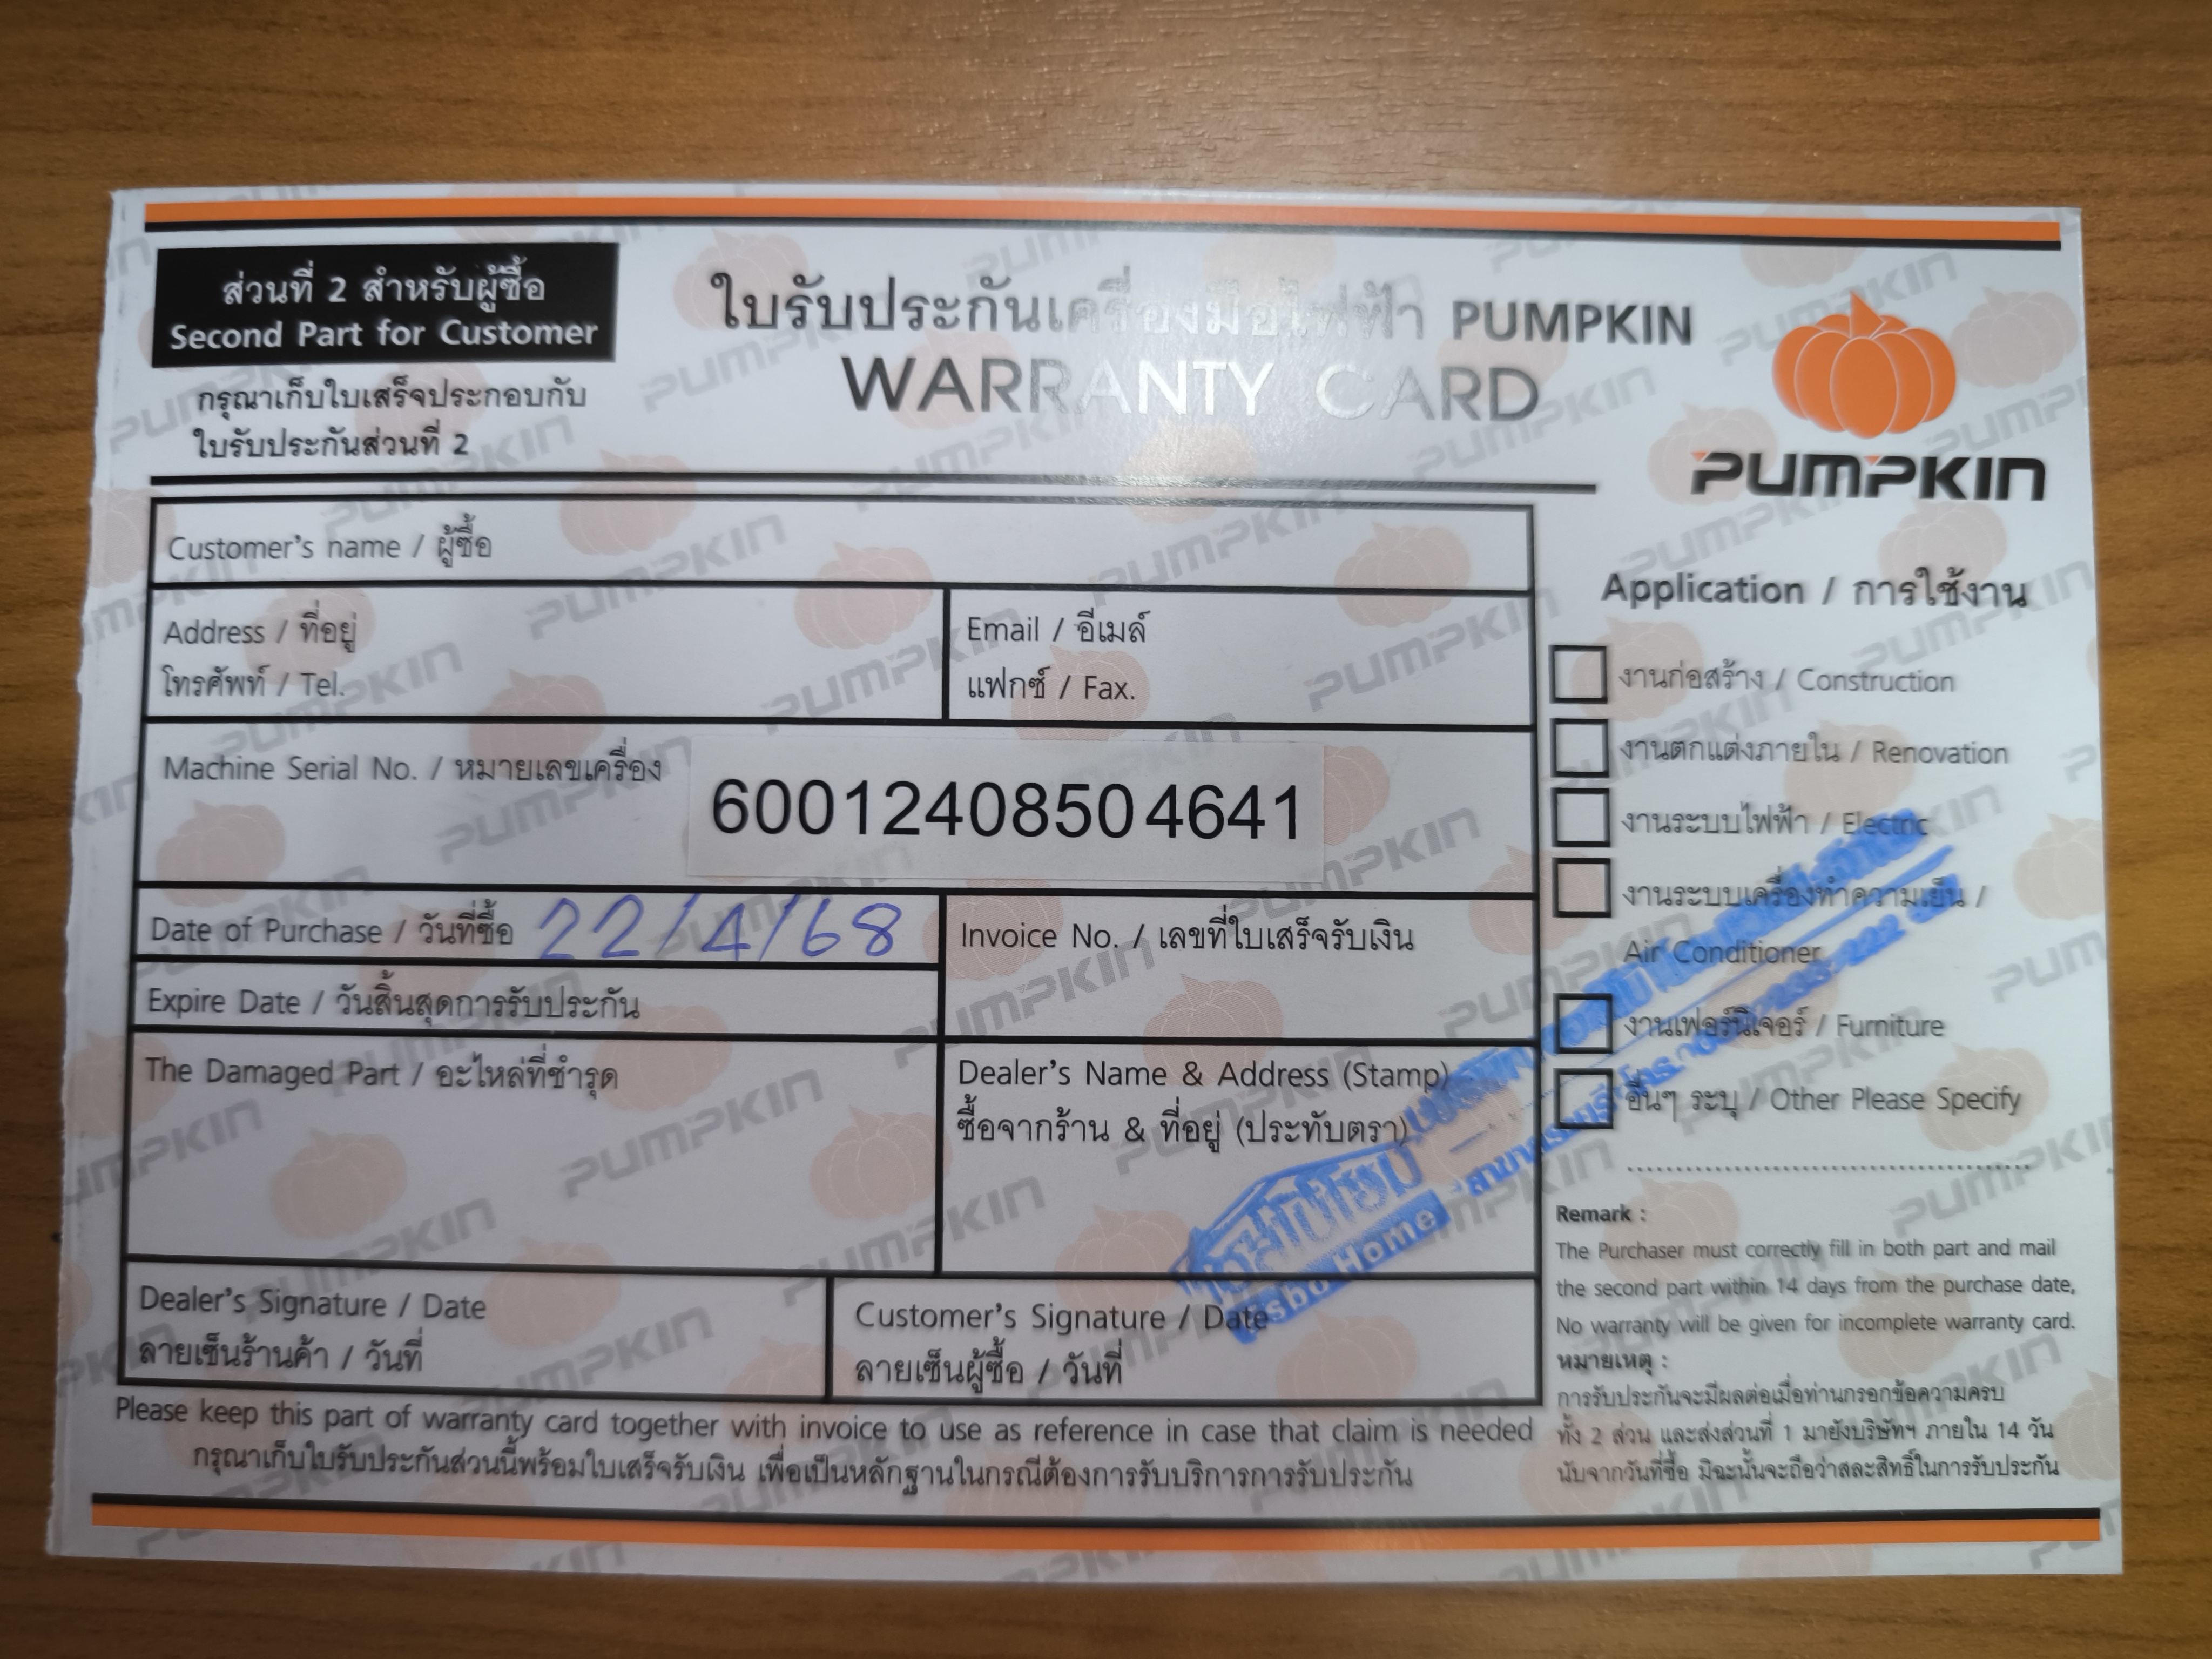 ส่วนที่ 2 สำหรับผู้ซื้อ
Second Part for Customer
กรุณาเก็บใบเสร็จประกอบกับ
ใบรับประกันส่วนที่ 2
ใบรับประกันเครื่องมือไฟฟ้า PUMPKIN
WARRANTY CARD
PUMPKIN
Customer's name / ผู้ซื้อ
Address / ที่อยู่
โทรศัพท์ / Tel.
Email / อีเมล์
แฟกซ์ / Fax.
Machine Serial No. / หมายเลขเครื่อง
60012408504641
Date of Purchase / วันที่ซื้อ 22/4/68
Invoice No. / เลขที่ใบเสร็จรับเงิน
Expire Date / วันสิ้นสุดการรับประกัน
The Damaged Part / อะไหล่ที่ชำรุด
Dealer's Name & Address (Stamp)
ซื้อจากร้าน & ที่อยู่ (ประทับตรา)
Home
Dealer's Signature / Date
ลายเซ็นร้านค้า / วันที่
Customer's Signature / Date
ลายเซ็นผู้ซื้อ / วันที่
Application / การใช้งาน
งานก่อสร้าง / Construction
งานตกแต่งภายใน / Renovation
งานระบบไฟฟ้า / Electric
งานระบบเครื่องทำความเย็น /
Air Conditioner
งานเฟอร์นิเจอร์ / Furniture
อื่นๆ ระบุ / Other Please Specify
Remark :
The Purchaser must correctly fill in both part and mail
the second part within 14 days from the purchase date,
No warranty will be given for incomplete warranty card.
หมายเหตุ :
การรับประกันจะมีผลต่อเมื่อท่านกรอกข้อความครบ
ทั้ง 2 ส่วน และส่งส่วนที่ 1 มายังบริษัทฯ ภายใน 14 วัน
นับจากวันที่ซื้อ มิฉะนั้นจะถือว่าสละสิทธิ์ในการรับประกัน
Please keep this part of warranty card together with invoice to use as reference in case that claim is needed
กรุณาเก็บใบรับประกันส่วนนี้พร้อมใบเสร็จรับเงิน เพื่อเป็นหลักฐานในกรณีต้องการรับบริการการรับประกัน